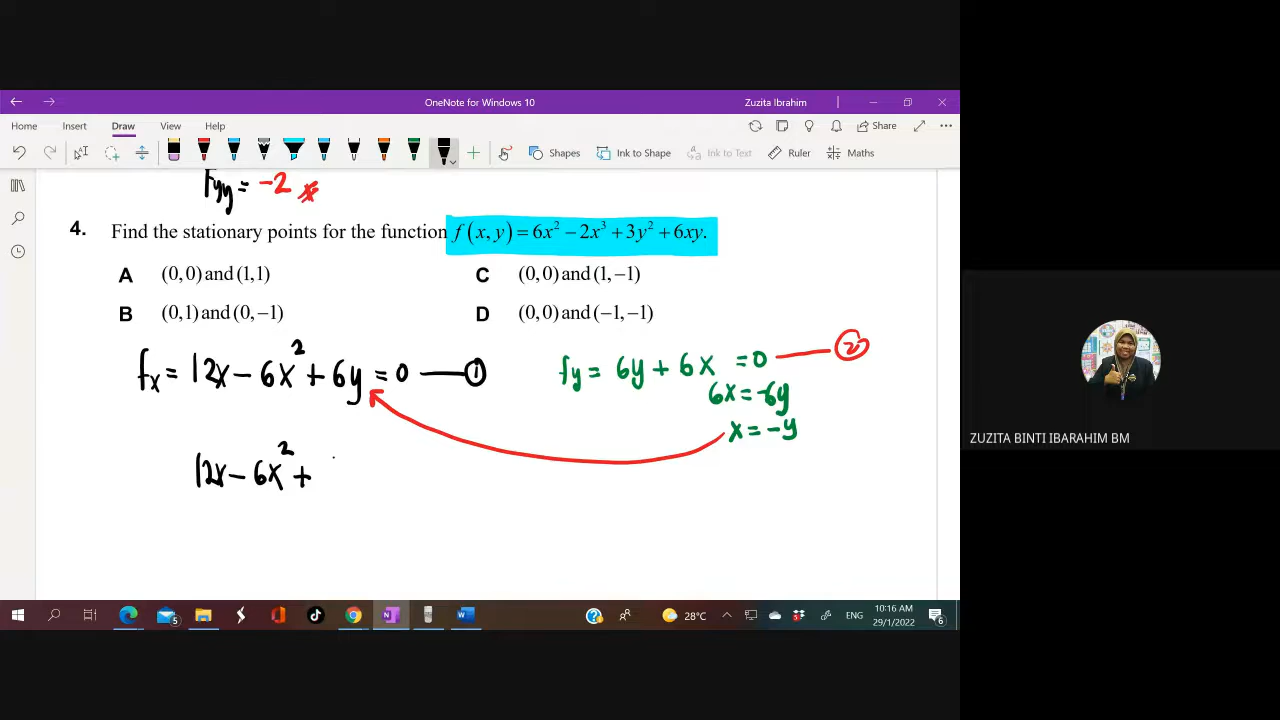 OneNote for Windows 10
Zuzita Ibrahim
Home Insert Draw View Help
Share
Shapes Ink to Shape Ink to Text Ruler Maths
Fyy = -2
4. Find the stationary points for the function f(x, y) = 6x² − 2x³ + 3y² + 6xy.
A (0,0) and (1,1)
C (0,0) and (1,−1)
B (0,1) and (0,−1)
D (0,0) and (−1,−1)
fx = 12x − 6x² + 6y = 0 — ①
fy = 6y + 6x = 0 — ②
6x = -6y
x = -y
12x − 6x² +
ZUZITA BINTI IBARAHIM BM
5
28°C
5
ENG
10:16 AM
29/1/2022
6